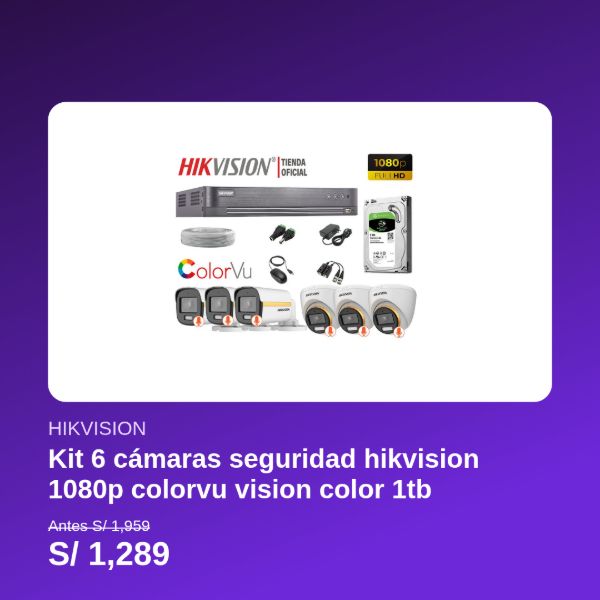 HIKVISION® TIENDA OFICIAL
1080p
FULL HD
ColorVu
HIKVISION
Kit 6 cámaras seguridad hikvision
1080p colorvu vision color 1tb
Antes S/ 1,959
S/ 1,289